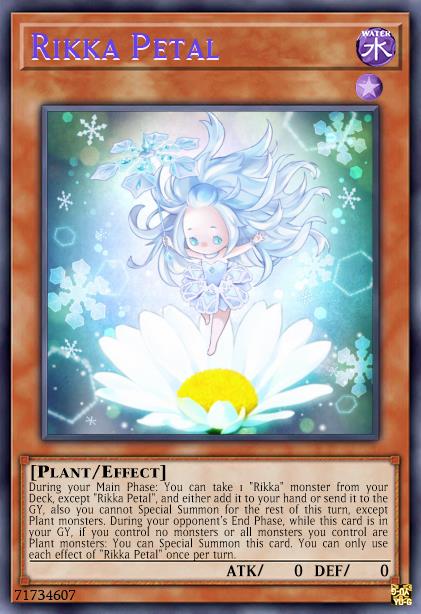 RIKKA PETAL
WATER
水
[PLANT/EFFECT]
During your Main Phase: You can take 1 "Rikka" monster from your
Deck, except "Rikka Petal", and either add it to your hand or send it to the
GY, also you cannot Special Summon for the rest of this turn, except
Plant monsters. During your opponent's End Phase, while this card is
in your GY, if you control no monsters or all monsters you control are
Plant monsters: You can Special Summon this card. You can only use
each effect of "Rikka Petal" once per turn.
ATK/ 0 DEF/ 0
71734607